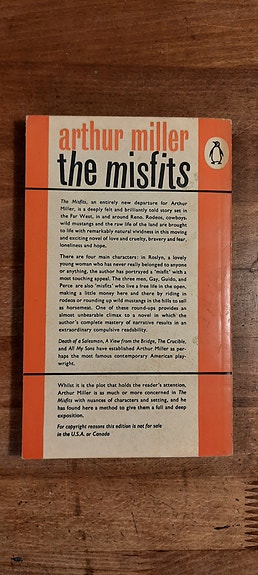 arthur miller
the misfits
The Misfits, an entirely new departure for Arthur
Miller, is a deeply felt and brilliantly told story set in
the Far West, in and around Reno. Rodeos, cowboys,
wild mustangs and the raw life of the land are brought
to life with remarkably natural vividness in this moving
and exciting novel of love and cruelty, bravery and fear,
loneliness and hope.
There are four main characters: in Roslyn, a lovely
young woman who has never really belonged to anyone
or anything, the author has portrayed a 'misfit' with a
most touching appeal. The three men, Gay, Guido, and
Perce are also 'misfits' who live a free life in the open,
making a little money here and there by riding in
rodeos or rounding up wild mustangs in the hills to sell
as horsemeat. One of these round-ups provides an
almost unbearable climax to a novel in which the
author's complete mastery of narrative results in an
extraordinary compulsive readability.
Death of a Salesman, A View from the Bridge, The Crucible,
and All My Sons have established Arthur Miller as per-
haps the most famous contemporary American play-
wright.
Whilst it is the plot that holds the reader's attention,
Arthur Miller is as much or more concerned in The
Misfits with nuances of characters and setting, and he
has found here a method to give them a full and deep
exposition.
For copyright reasons this edition is not for sale
in the U.S.A. or Canada